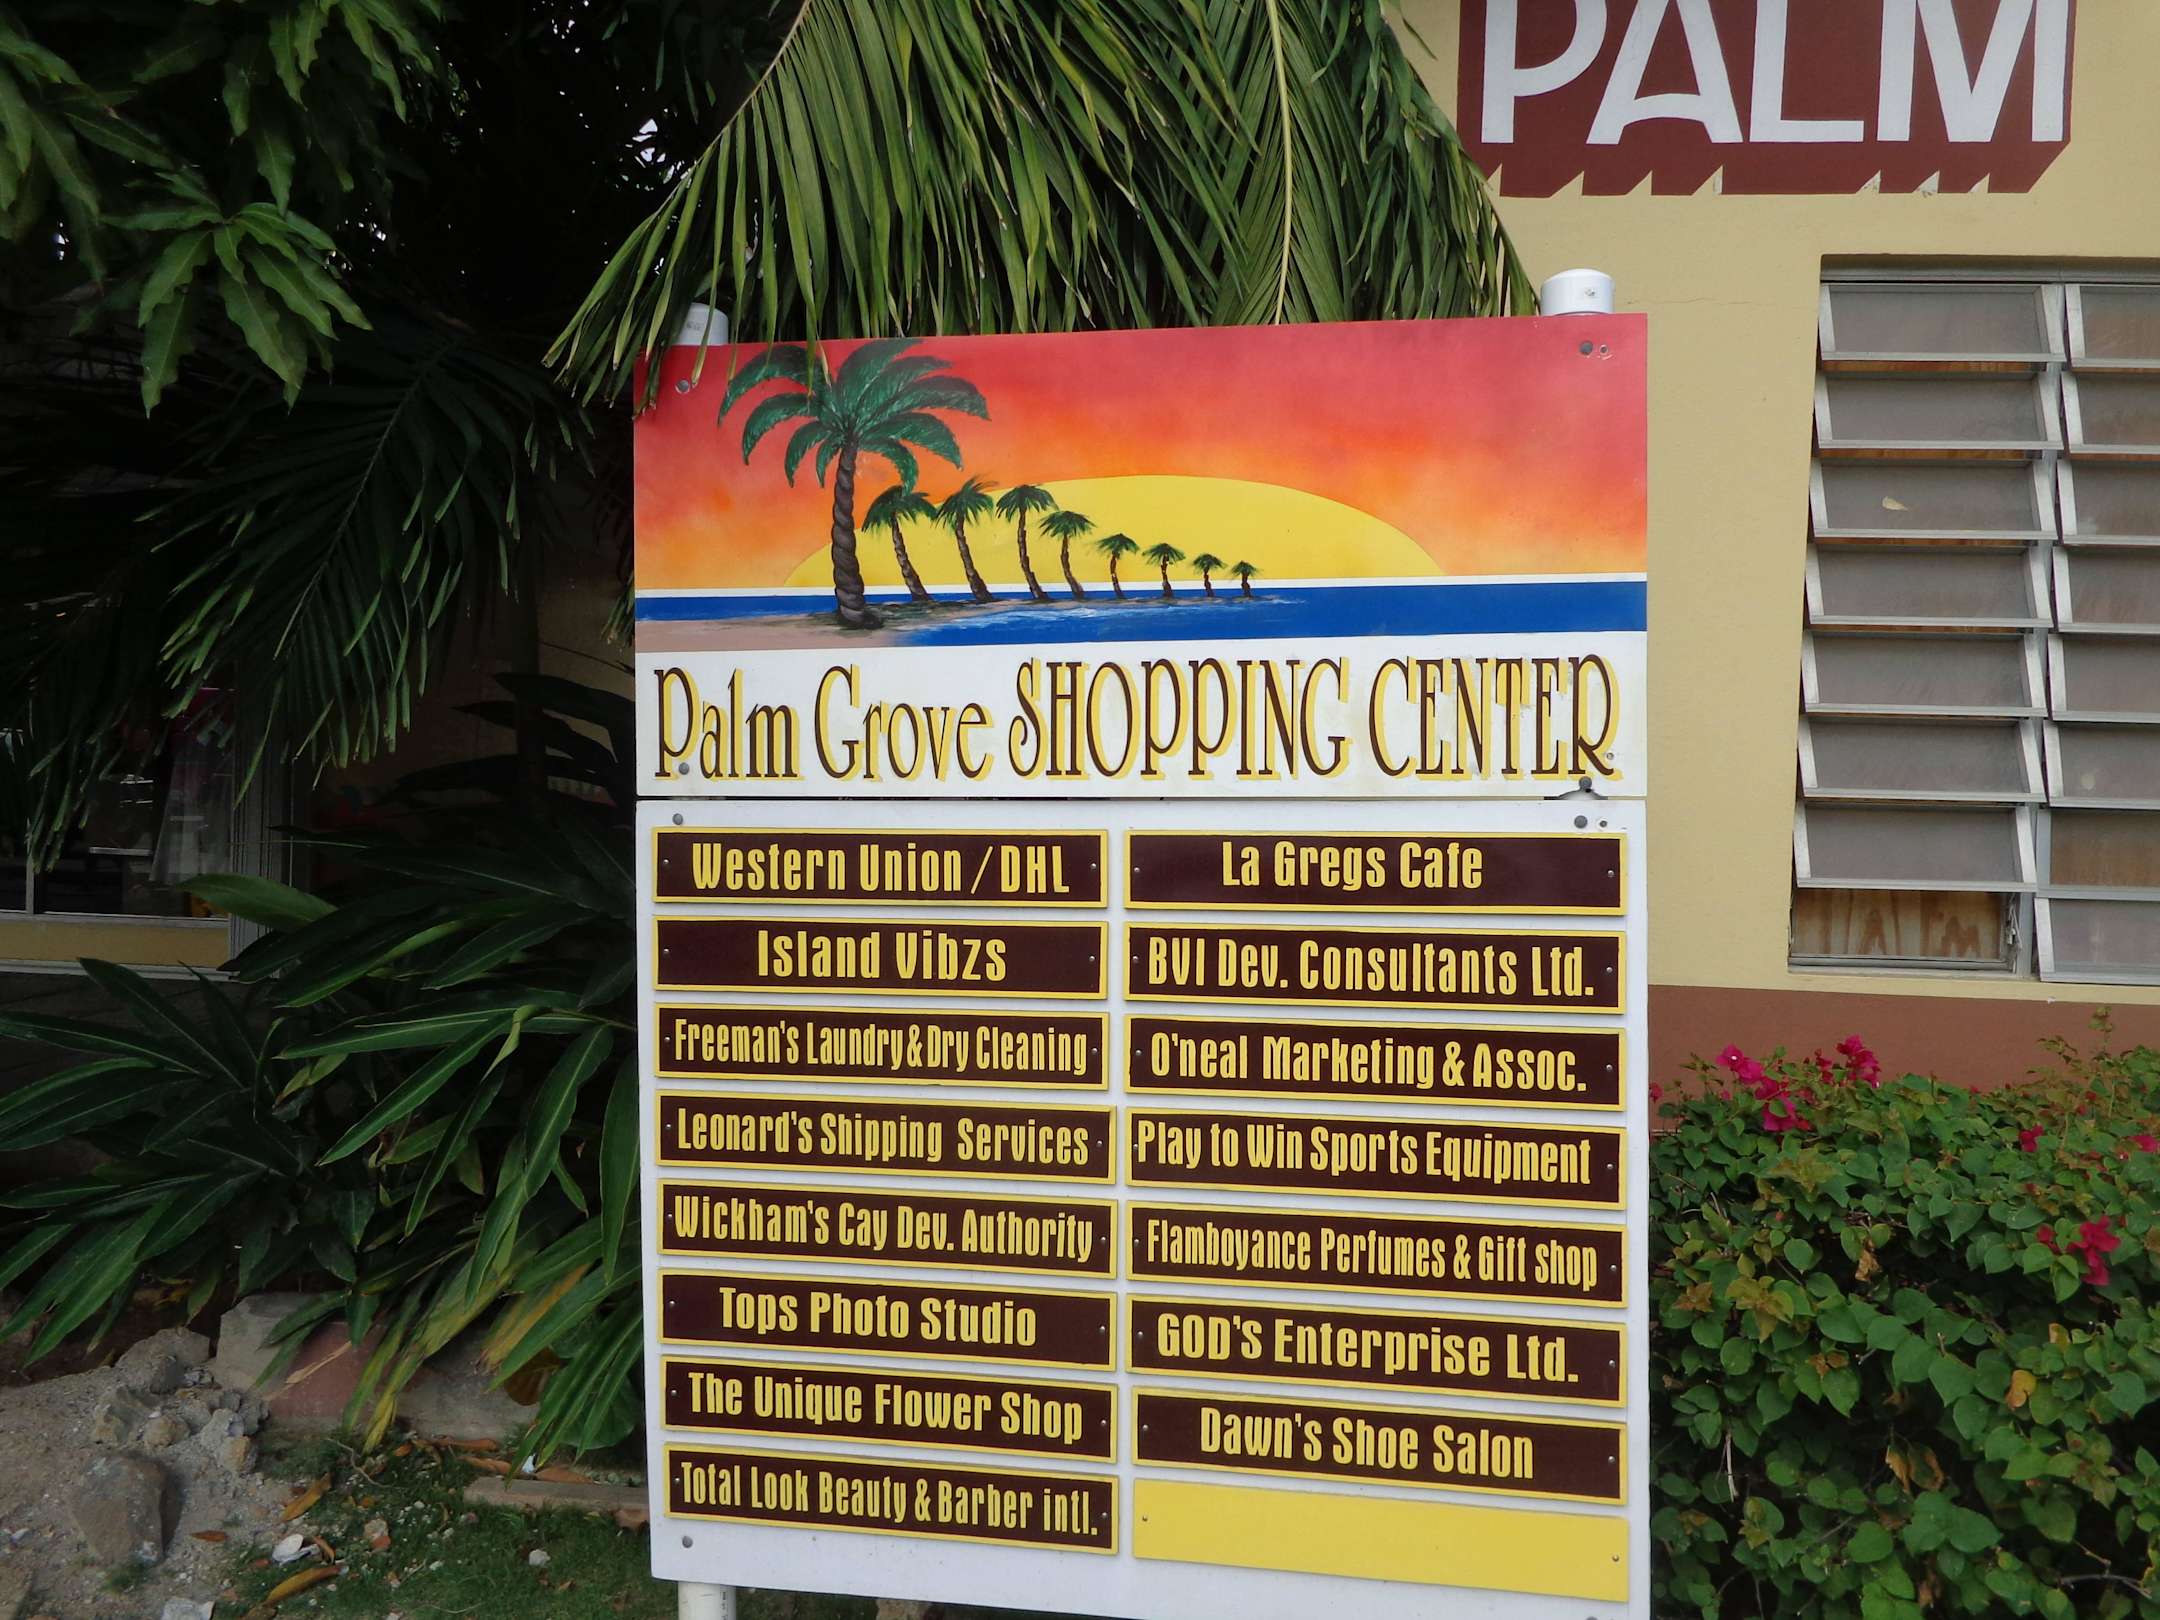 PALM
Palm Grove SHOPPING CENTER
Western Union / DHL
Island Vibzs
Freeman's Laundry & Dry Cleaning
Leonard's Shipping Services
Wickham's Cay Dev. Authority
Tops Photo Studio
The Unique Flower Shop
Total Look Beauty & Barber intl.
La Gregs Cafe
BVI Dev. Consultants Ltd.
O'neal Marketing & Assoc.
Play to Win Sports Equipment
Flamboyance Perfumes & Gift shop
GOD's Enterprise Ltd.
Dawn's Shoe Salon